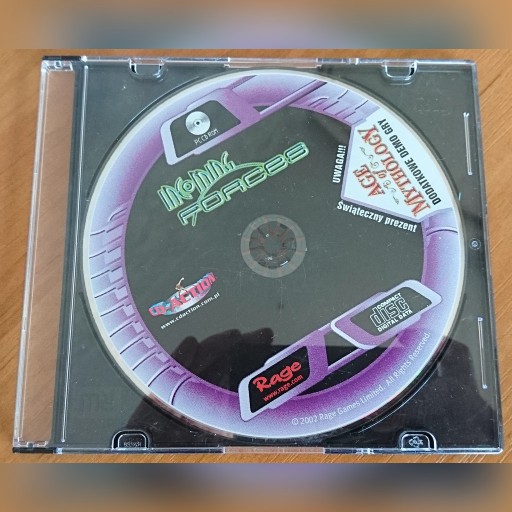 PC CD-ROM
INCOMING
FORCES
UWAGA!!!
AGE
of
MYTHOLOGY
DODATKOWE DEMO GRY
Świąteczny prezent
CD-ACTION
www.cdaction.com.pl
COMPACT
disc
DIGITAL DATA
Rage
www.rage.com
© 2002 Rage Games Limited. All Rights Reserved.